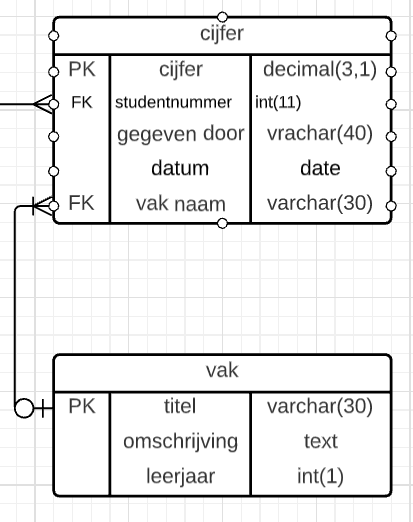 cijfer
PK cijfer decimal(3,1)
FK studentnummer int(11)
gegeven door vrachar(40)
datum date
FK vak naam varchar(30)
vak
PK titel varchar(30)
omschrijving text
leerjaar int(1)